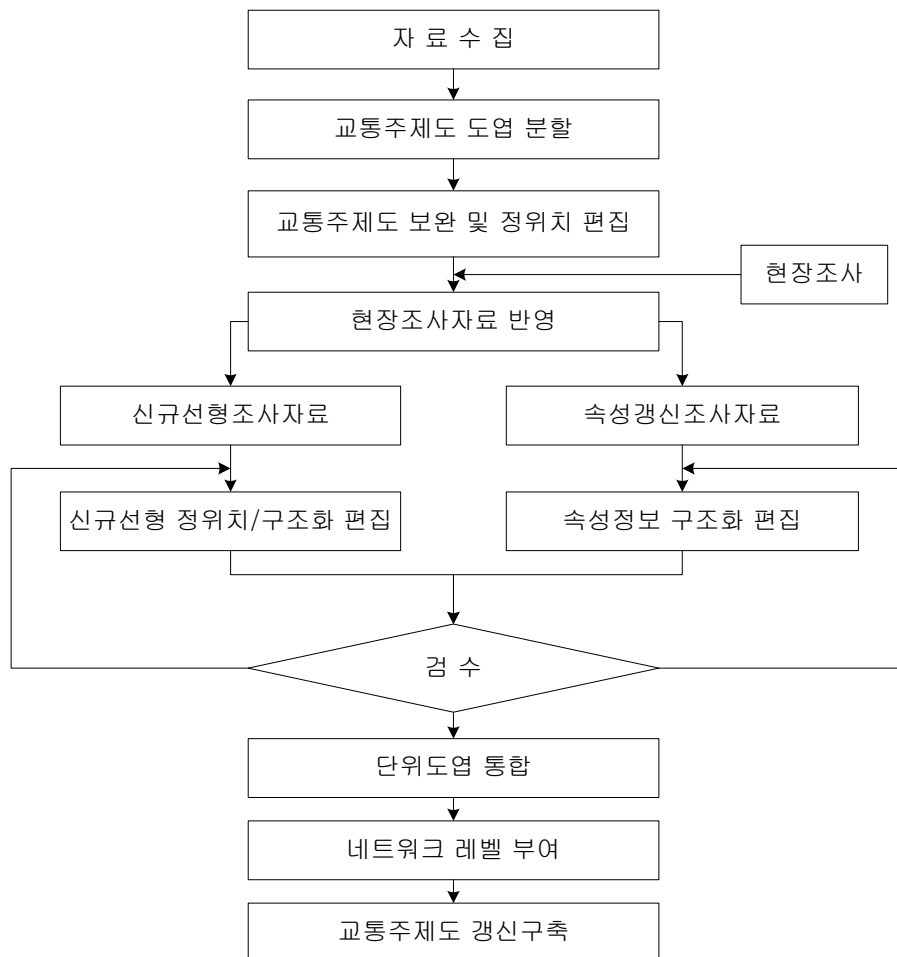 자 료 수 집
교통주제도 도엽 분할
교통주제도 보완 및 정위치 편집
현장조사
현장조사자료 반영
신규선형조사자료
속성갱신조사자료
신규선형 정위치/구조화 편집
속성정보 구조화 편집
검 수
단위도엽 통합
네트워크 레벨 부여
교통주제도 갱신구축